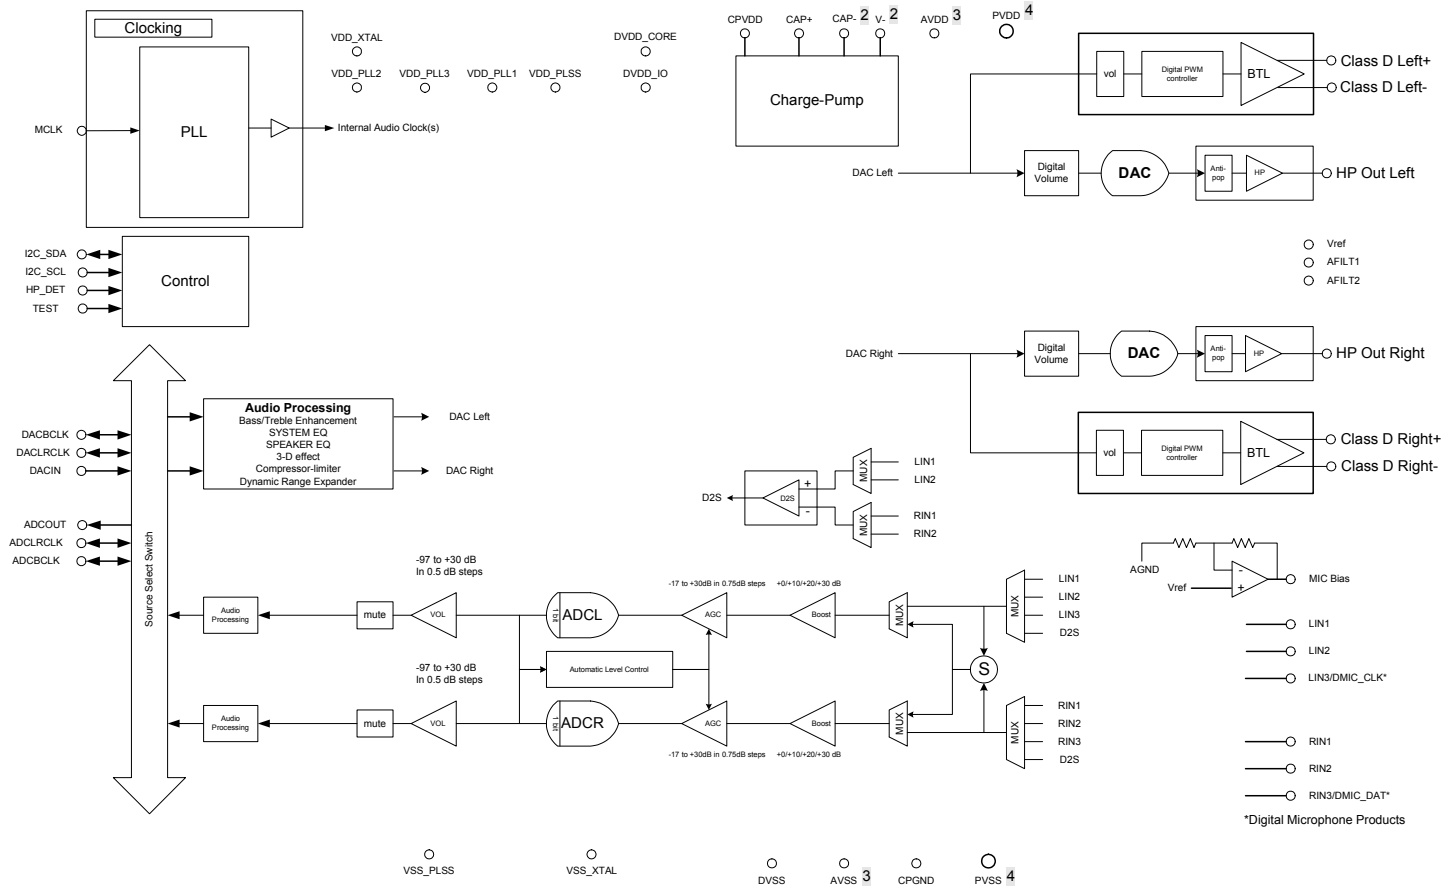 Clocking
PLL
MCLK
Internal Audio Clock(s)
VDD_XTAL
VDD_PLL2
VDD_PLL3
VDD_PLL1
VDD_PLSS
DVDD_CORE
DVDD_IO
CPVDD
CAP+
CAP- 2
V- 2
AVDD 3
PVDD 4
Charge-Pump
vol
Digital PWM
controller
BTL
Class D Left+
Class D Left-
DAC Left
Digital
Volume
DAC
Anti-
pop
HP
HP Out Left
I2C_SDA
I2C_SCL
HP_DET
TEST
Control
Vref
AFILT1
AFILT2
DAC Right
Digital
Volume
DAC
Anti-
pop
HP
HP Out Right
vol
Digital PWM
controller
BTL
Class D Right+
Class D Right-
DACBCLK
DACLRCLK
DACIN
ADCOUT
ADCLRCLK
ADCBCLK
Source Select Switch
Audio Processing
Bass/Treble Enhancement
SYSTEM EQ
SPEAKER EQ
3-D effect
Compressor-limiter
Dynamic Range Expander
DAC Left
DAC Right
D2S
D2S
+
-
MUX
LIN1
LIN2
MUX
RIN1
RIN2
AGND
Vref
-
+
MIC Bias
-97 to +30 dB
In 0.5 dB steps
-17 to +30dB in 0.75dB steps
+0/+10/+20/+30 dB
Audio
Processing
mute
VOL
1 bit
ADCL
AGC
Boost
MUX
MUX
LIN1
LIN2
LIN3
D2S
Automatic Level Control
S
-97 to +30 dB
In 0.5 dB steps
Audio
Processing
mute
VOL
1 bit
ADCR
AGC
Boost
MUX
MUX
RIN1
RIN2
RIN3
D2S
-17 to +30dB in 0.75dB steps
+0/+10/+20/+30 dB
LIN1
LIN2
LIN3/DMIC_CLK*
RIN1
RIN2
RIN3/DMIC_DAT*
*Digital Microphone Products
VSS_PLSS
VSS_XTAL
DVSS
AVSS 3
CPGND
PVSS 4